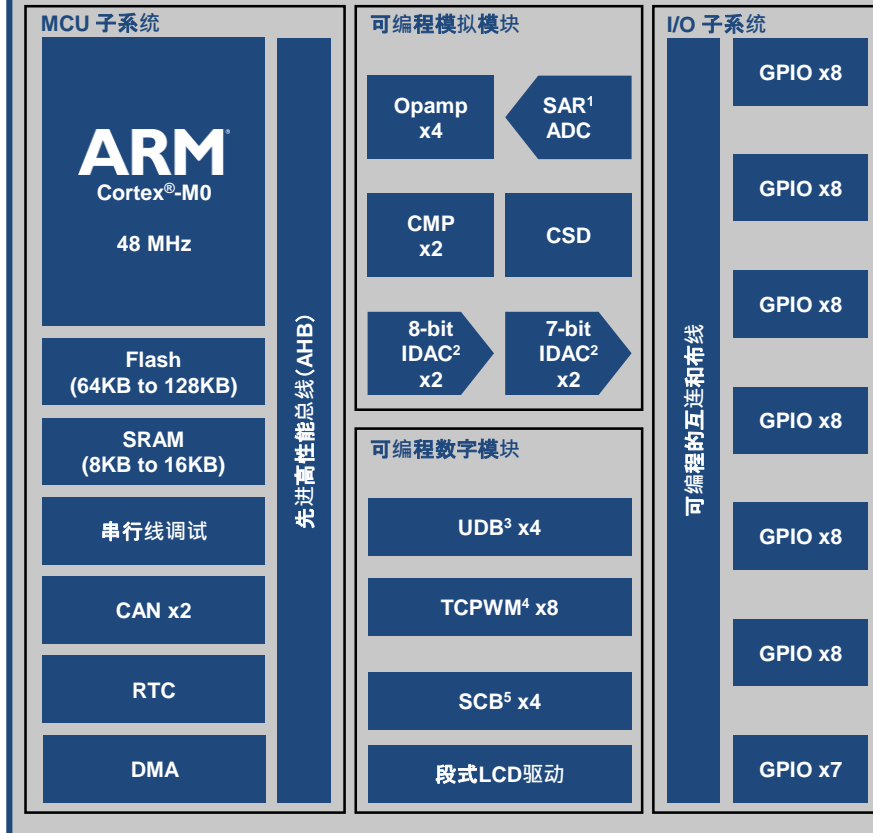 MCU 子系统
ARM®
Cortex®-M0
48 MHz
Flash
(64KB to 128KB)
SRAM
(8KB to 16KB)
串行线调试
CAN x2
RTC
DMA
先进高性能总线(AHB)
可编程模拟模块
Opamp
x4
SAR¹
ADC
CMP
x2
CSD
8-bit
IDAC²
x2
7-bit
IDAC²
x2
可编程数字模块
UDB³ x4
TCPWM⁴ x8
SCB⁵ x4
段式LCD驱动
I/O 子系统
可编程的互连和布线
GPIO x8
GPIO x8
GPIO x8
GPIO x8
GPIO x8
GPIO x8
GPIO x7